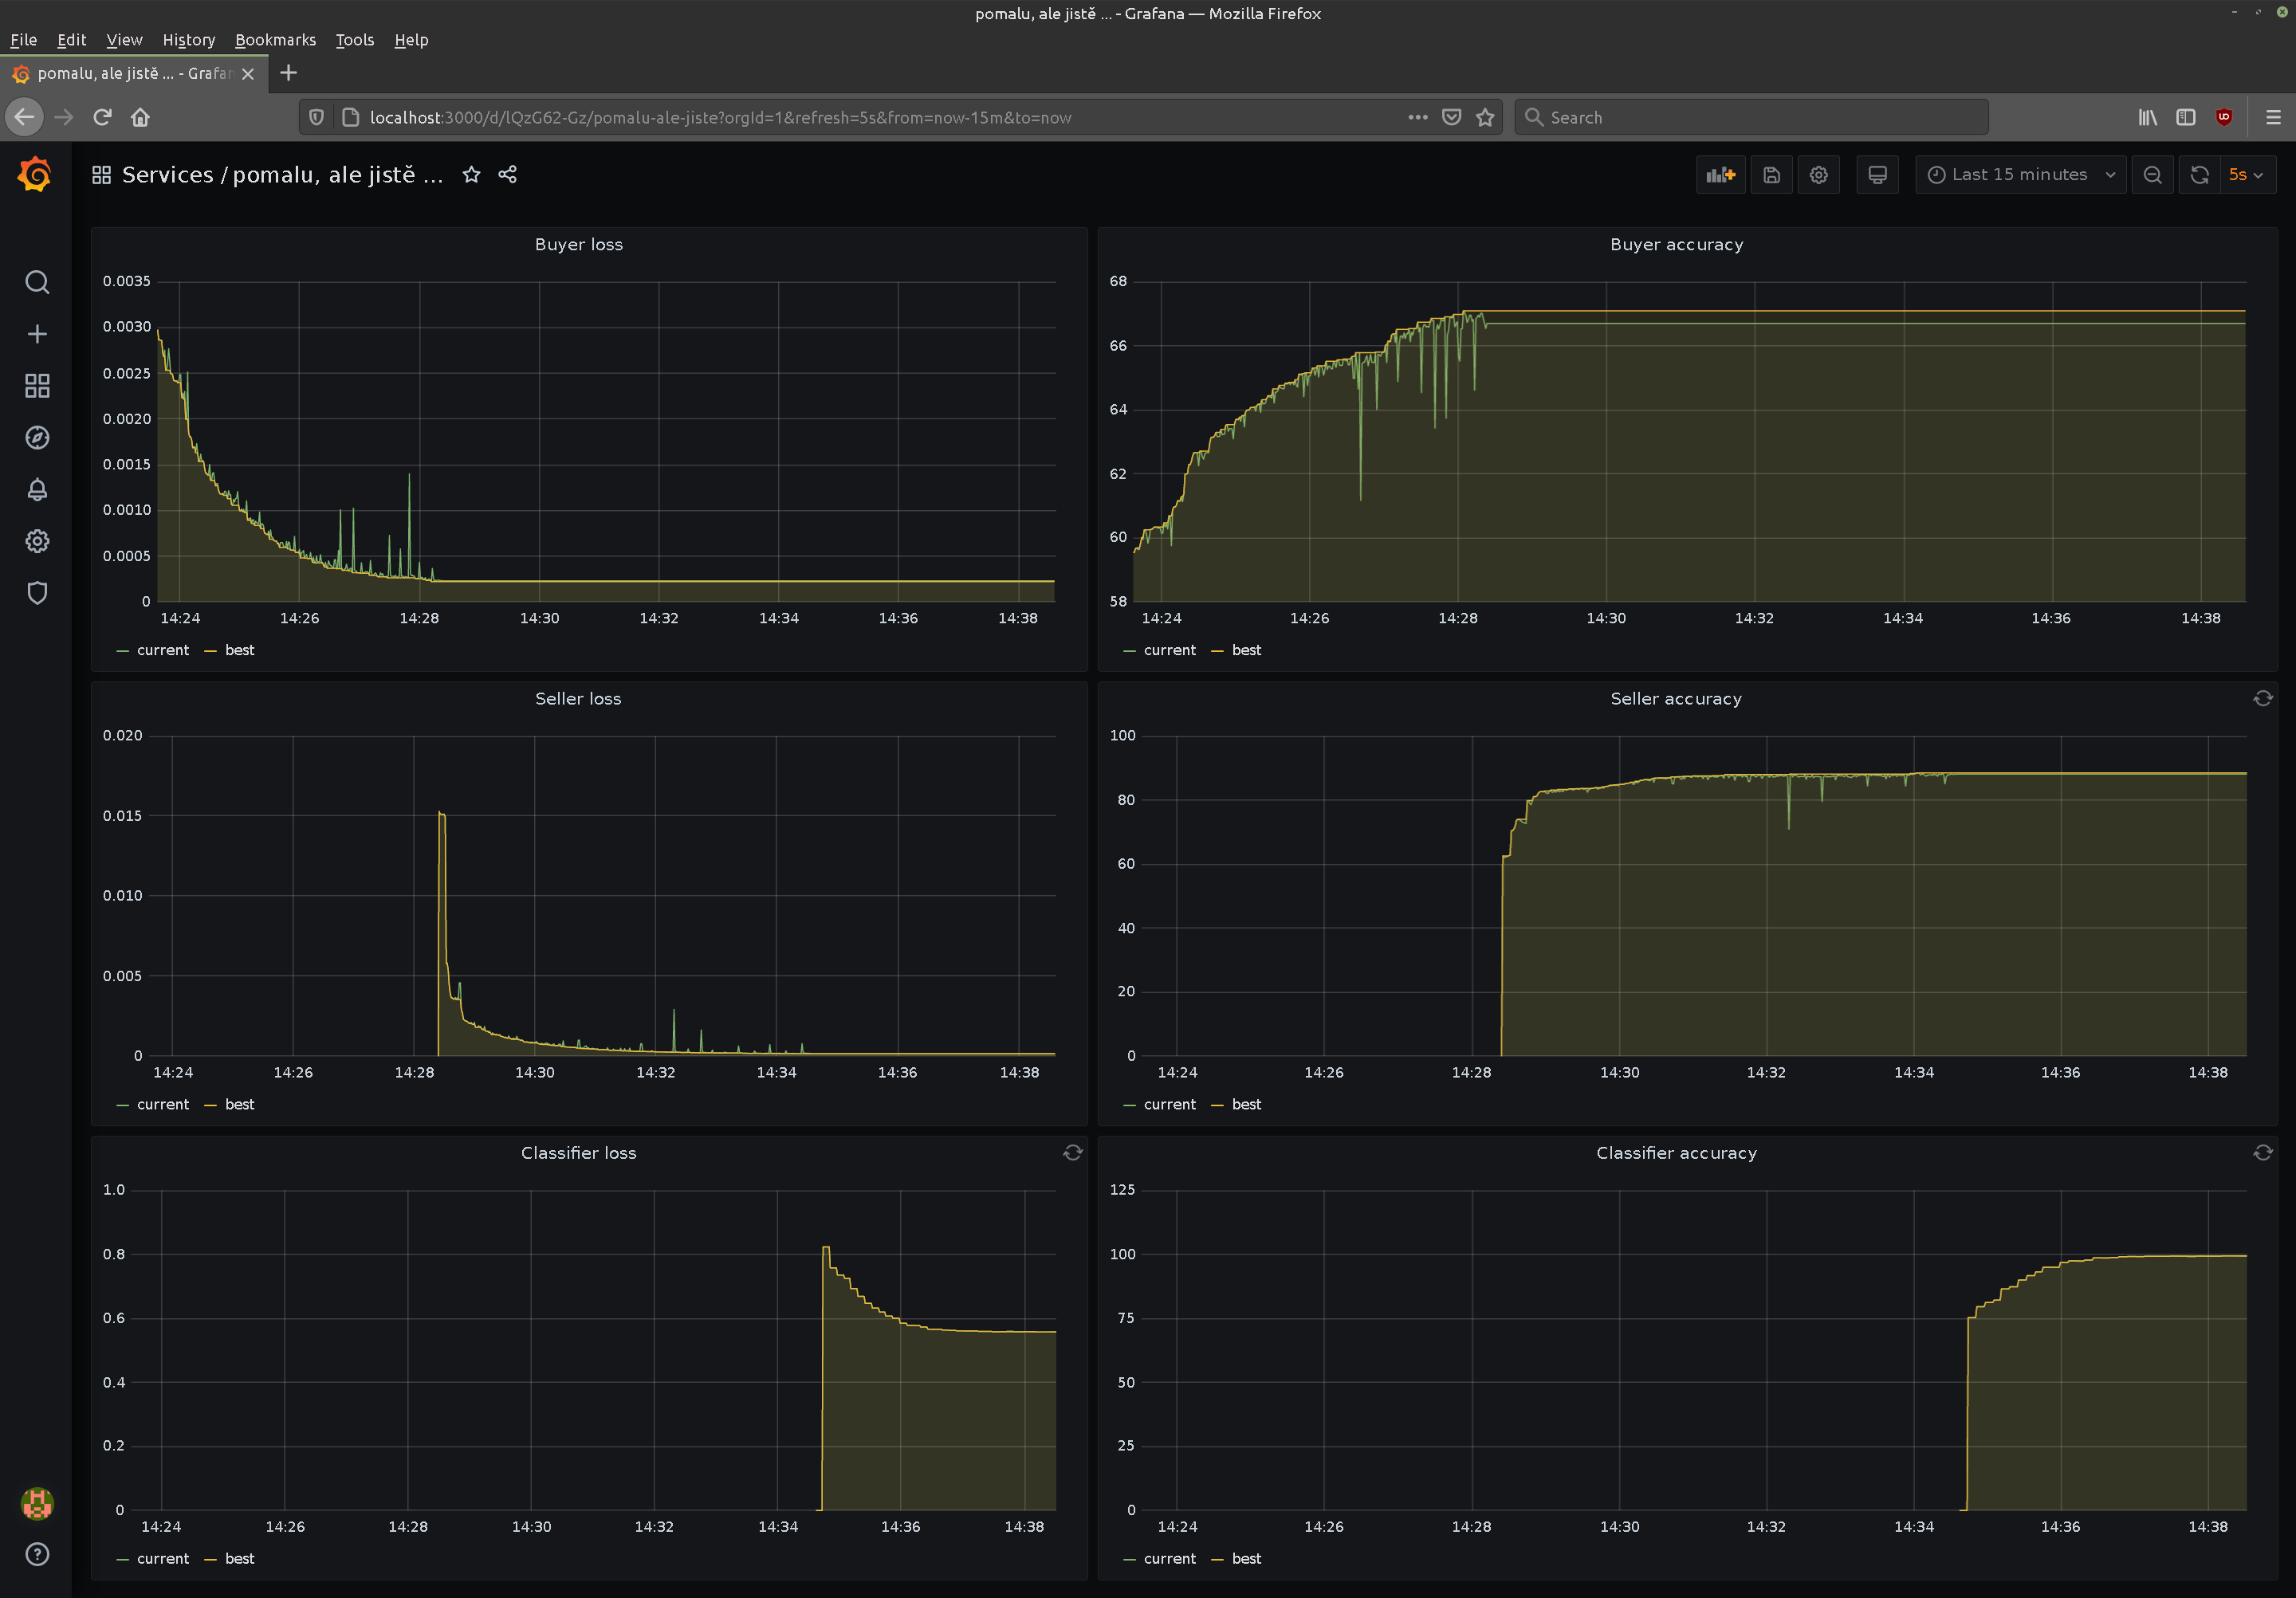 pomalu, ale jistě ... - Grafana — Mozilla Firefox
File Edit View History Bookmarks Tools Help
pomalu, ale jistě ... - Grafan
localhost:3000/d/lQzG62-Gz/pomalu-ale-jiste?orgId=1&refresh=5s&from=now-15m&to=now
Search
Services / pomalu, ale jistě ...
Last 15 minutes
5s
Buyer loss
0.0035
0.0030
0.0025
0.0020
0.0015
0.0010
0.0005
0
14:24 14:26 14:28 14:30 14:32 14:34 14:36 14:38
current best
Buyer accuracy
68
66
64
62
60
58
14:24 14:26 14:28 14:30 14:32 14:34 14:36 14:38
current best
Seller loss
0.020
0.015
0.010
0.005
0
14:24 14:26 14:28 14:30 14:32 14:34 14:36 14:38
current best
Seller accuracy
100
80
60
40
20
0
14:24 14:26 14:28 14:30 14:32 14:34 14:36 14:38
current best
Classifier loss
1.0
0.8
0.6
0.4
0.2
0
14:24 14:26 14:28 14:30 14:32 14:34 14:36 14:38
current best
Classifier accuracy
125
100
75
50
25
0
14:24 14:26 14:28 14:30 14:32 14:34 14:36 14:38
current best